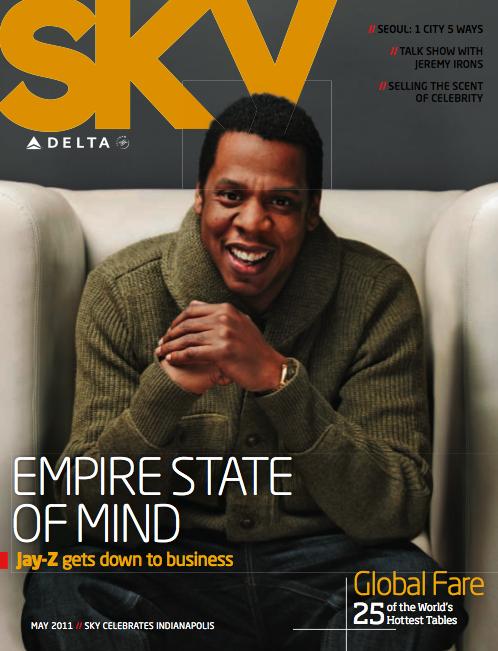 SKY
DELTA
// SEOUL: 1 CITY 5 WAYS
// TALK SHOW WITH
JEREMY IRONS
// SELLING THE SCENT
OF CELEBRITY
EMPIRE STATE
OF MIND
Jay-Z gets down to business
Global Fare
25 of the World's
Hottest Tables
MAY 2011 // SKY CELEBRATES INDIANAPOLIS